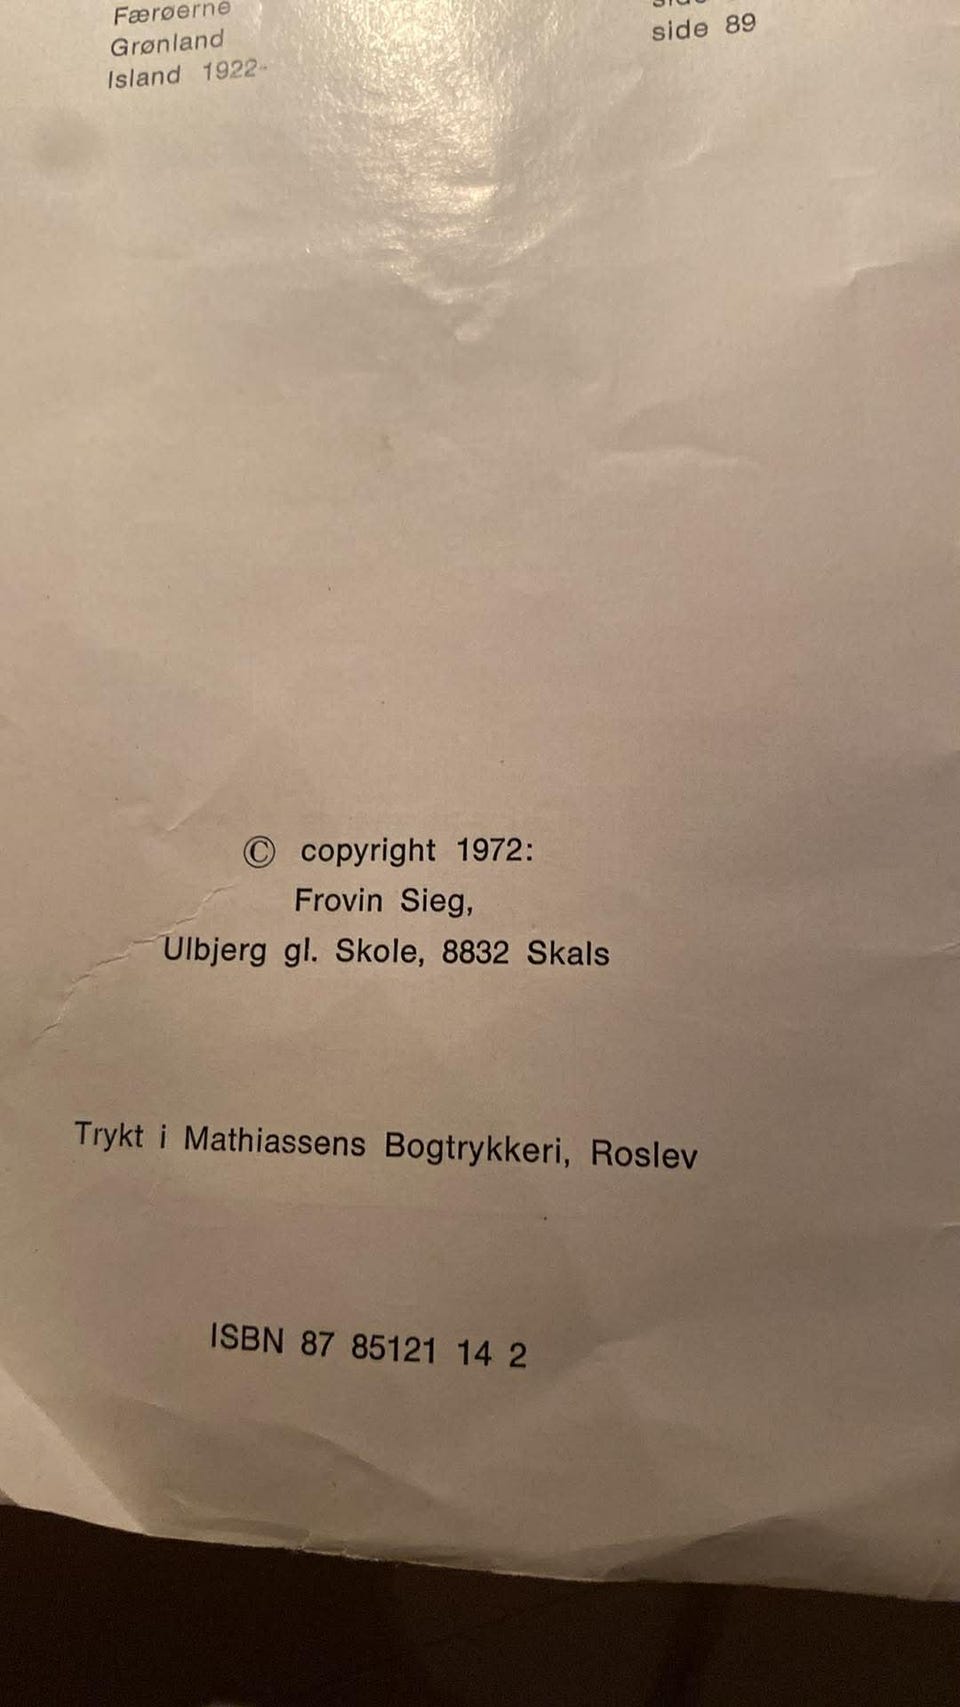 Færøerne
Grønland
Island 1922-
side 89
© copyright 1972:
Frovin Sieg,
Ulbjerg gl. Skole, 8832 Skals
Trykt i Mathiassens Bogtrykkeri, Roslev
ISBN 87 85121 14 2